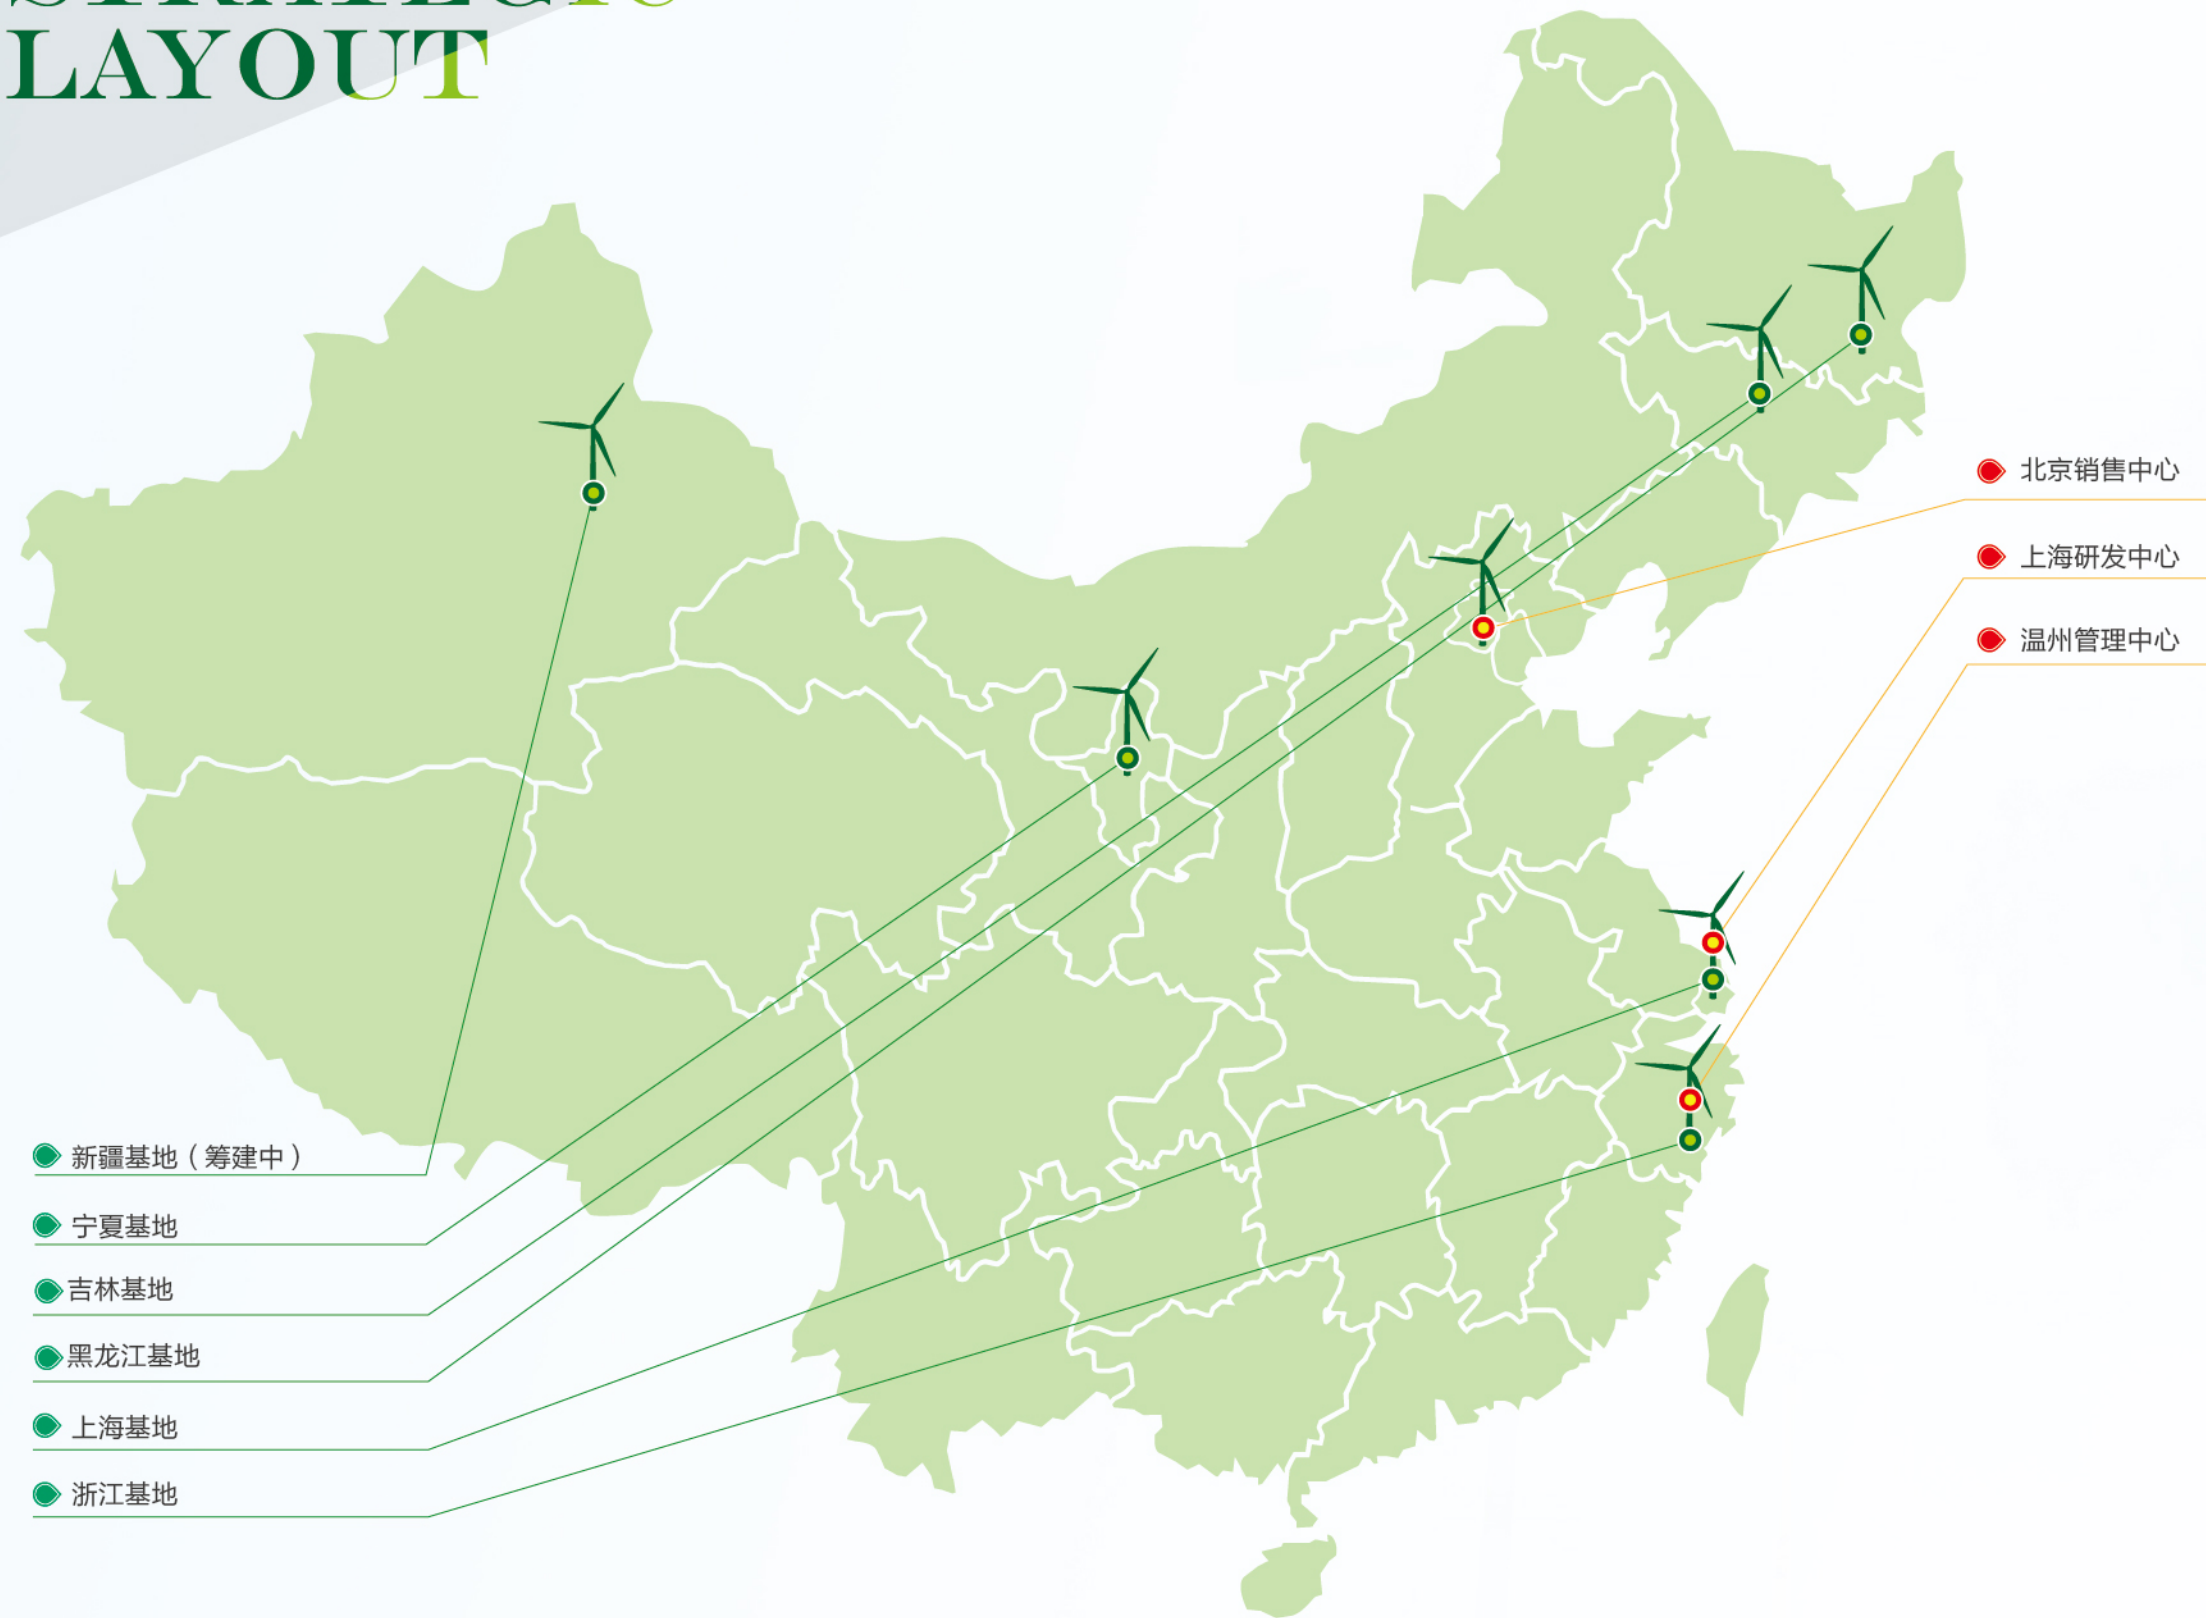 STRATEGIC
LAYOUT
北京销售中心
上海研发中心
温州管理中心
新疆基地（筹建中）
宁夏基地
吉林基地
黑龙江基地
上海基地
浙江基地